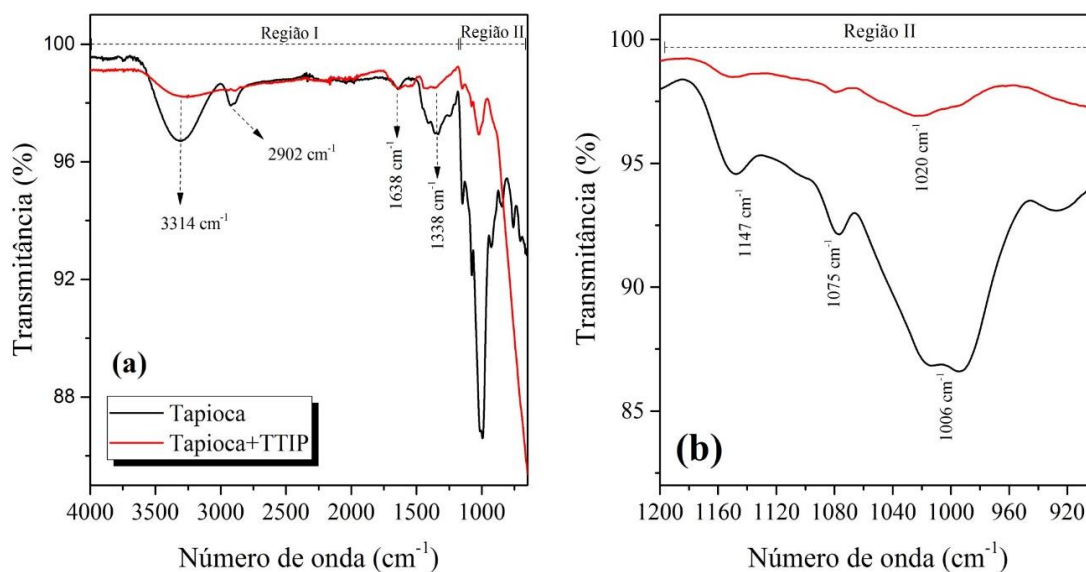 Região I
Região II
100
96
92
88
Transmitância (%)
3314 cm⁻¹
2902 cm⁻¹
1638 cm⁻¹
1338 cm⁻¹
(a)
Tapioca
Tapioca+TTIP
4000 3500 3000 2500 2000 1500 1000
Número de onda (cm⁻¹)
Região II
100
95
90
85
Transmitância (%)
1020 cm⁻¹
1147 cm⁻¹
1075 cm⁻¹
1006 cm⁻¹
(b)
1200 1160 1120 1080 1040 1000 960 920
Número de onda (cm⁻¹)